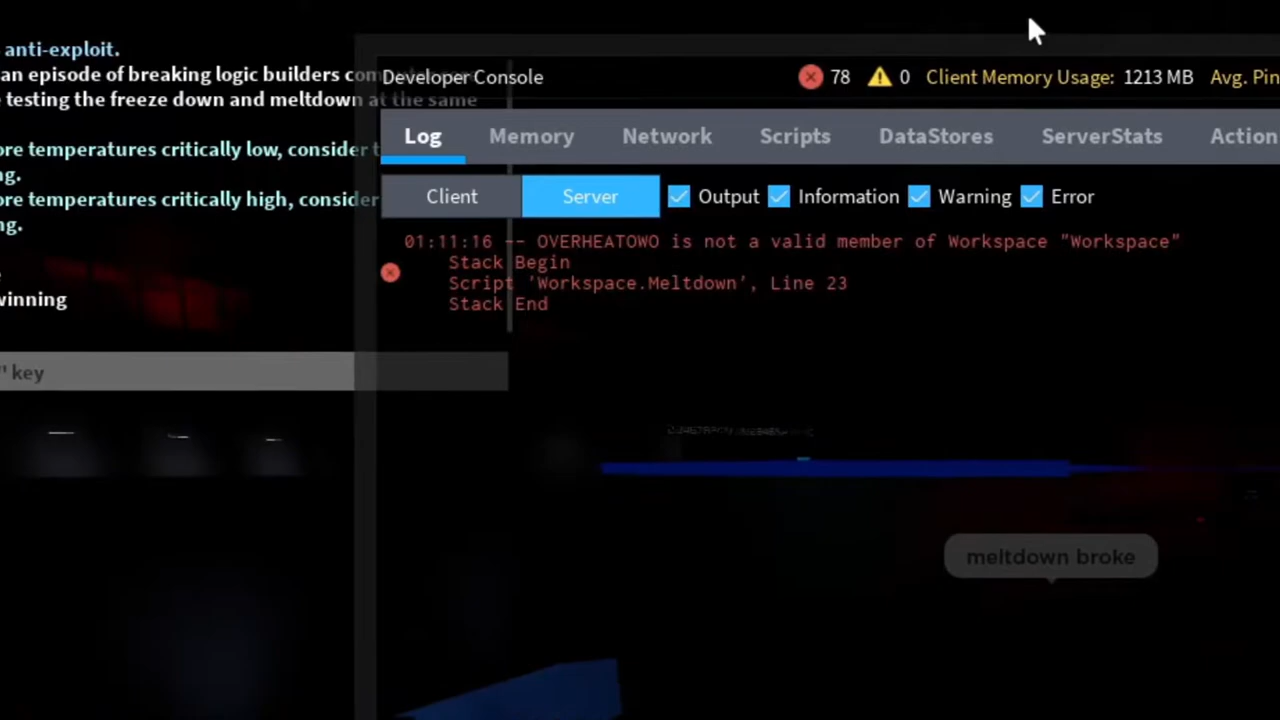 anti-exploit.
an episode of breaking logic builders
testing the freeze down and meltdown at the same
ore temperatures critically low, consider t
ng.
ore temperatures critically high, consider
ng.
winning
" key
Developer Console
78 0 Client Memory Usage: 1213 MB Avg. Pin
Log Memory Network Scripts DataStores ServerStats Action
Client Server Output Information Warning Error
01:11:16 -- OVERHEATOWO is not a valid member of Workspace "Workspace"
Stack Begin
Script 'Workspace.Meltdown', Line 23
Stack End
meltdown broke